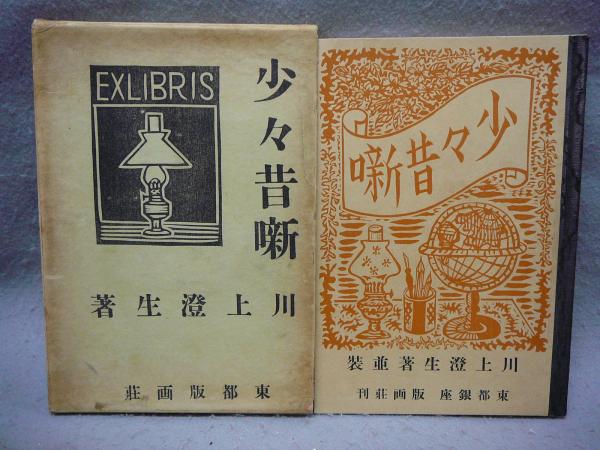 EXLIBRIS
少々昔噺
川上澄生著
東都版画荘
少々昔噺
川上澄生著並装
東都銀座 版画荘刊